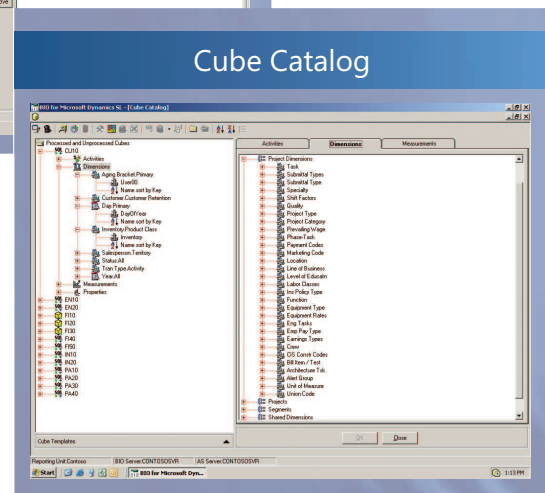 Cube Catalog
BIO for Microsoft Dynamics SL - [Cube Catalog]
Processed and Unprocessed Cubes
CU10
Activities
Dimensions
Aging Bracket.Primary
User00
Name sort by Key
Customer.Customer Retention
Day.Primary
DayOfYear
Name sort by Key
Inventory.Product Class
Inventory
Name sort by Key
Salesperson.Territory
Status.All
Tran Type.Activity
Year.All
Measurements
Properties
EN10
EN20
FI10
FI20
FI30
FI40
FI50
IN10
IN20
PA10
PA20
PA30
PA40
Cube Templates
Activities
Dimensions
Measurements
Project Dimensions
Task
Submittal Types
Submittal Type
Specialty
Shift Factors
Quality
Project Type
Project Category
Prevailing Wage
Phase-Task
Payment Codes
Marketing Code
Location
Line of Business
Level of Educatn
Labor Classes
Ins Policy Type
Function
Equipment Type
Equipment Rates
Eng Tasks
Emp Pay Type
Earnings Types
Crew
CIS Constr Codes
Bill Item / Test
Architecture Tsk
Alert Group
Unit of Measure
Union Code
Projects
Segments
Shared Dimensions
OK
Close
Reporting Unit:Contoso
BIO Server:CONTOSOSVR
AS Server:CONTOSOSVR
Start
BIO for Microsoft Dyn...
1:13 PM